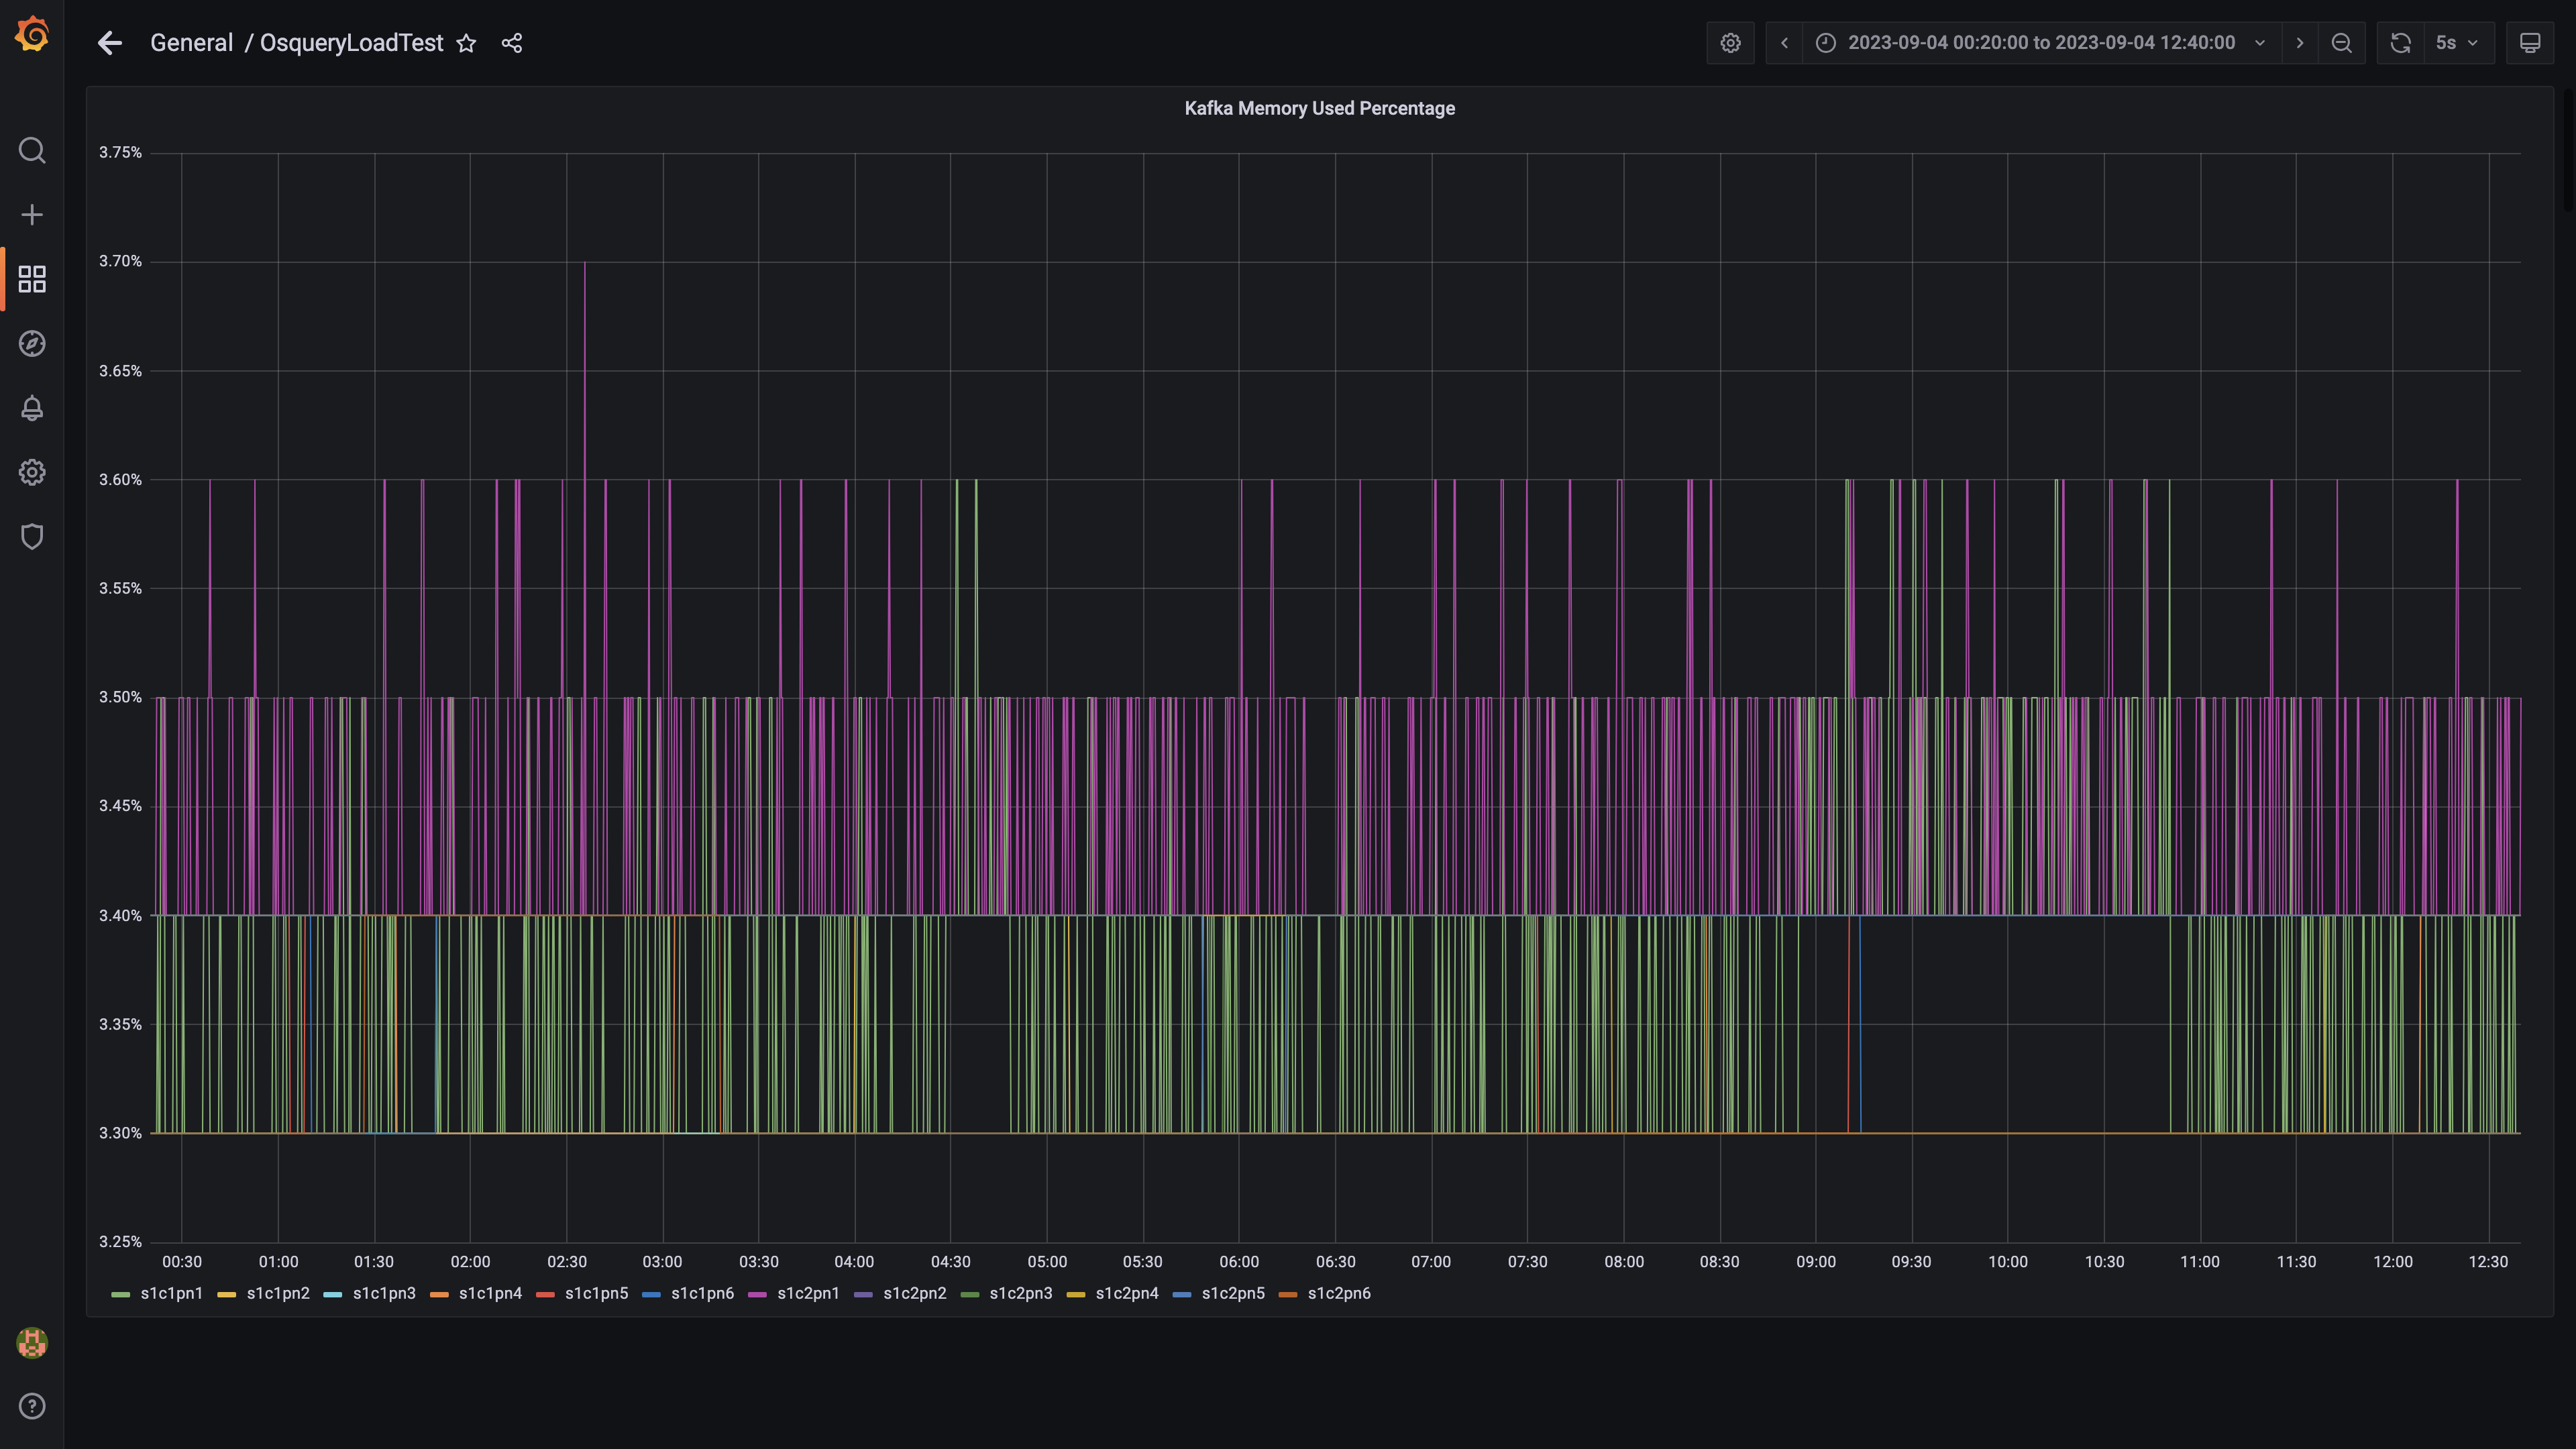 General / OsqueryLoadTest
2023-09-04 00:20:00 to 2023-09-04 12:40:00
5s
Kafka Memory Used Percentage
3.75%
3.70%
3.65%
3.60%
3.55%
3.50%
3.45%
3.40%
3.35%
3.30%
3.25%
00:30 01:00 01:30 02:00 02:30 03:00 03:30 04:00 04:30 05:00 05:30 06:00 06:30 07:00 07:30 08:00 08:30 09:00 09:30 10:00 10:30 11:00 11:30 12:00 12:30
s1c1pn1 s1c1pn2 s1c1pn3 s1c1pn4 s1c1pn5 s1c1pn6 s1c2pn1 s1c2pn2 s1c2pn3 s1c2pn4 s1c2pn5 s1c2pn6